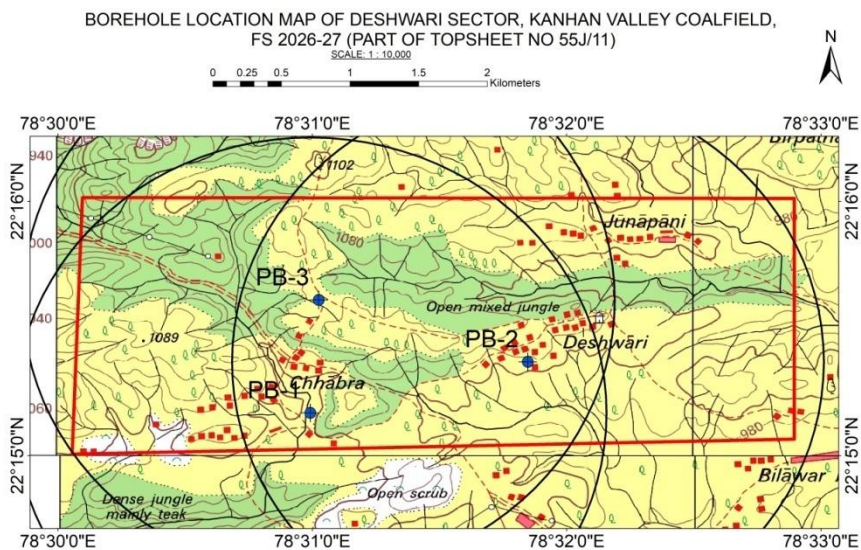 BOREHOLE LOCATION MAP OF DESHWARI SECTOR, KANHAN VALLEY COALFIELD,
FS 2026-27 (PART OF TOPSHEET NO 55J/11)
SCALE: 1 : 10,000
N
0 0.25 0.5 1 1.5 2
Kilometers
78°30'0"E 78°31'0"E 78°32'0"E 78°33'0"E
940
1102
22°16'0"N 22°16'0"N
Junapani
980
000
1080
PB-3
Open mixed jungle
040
1089
PB-2
Deshwāri
Chhabra
PB-1
060
980
22°15'0"N 22°15'0"N
Bilāwar
Dense jungle
mainly teak
Open scrub
78°30'0"E 78°31'0"E 78°32'0"E 78°33'0"E